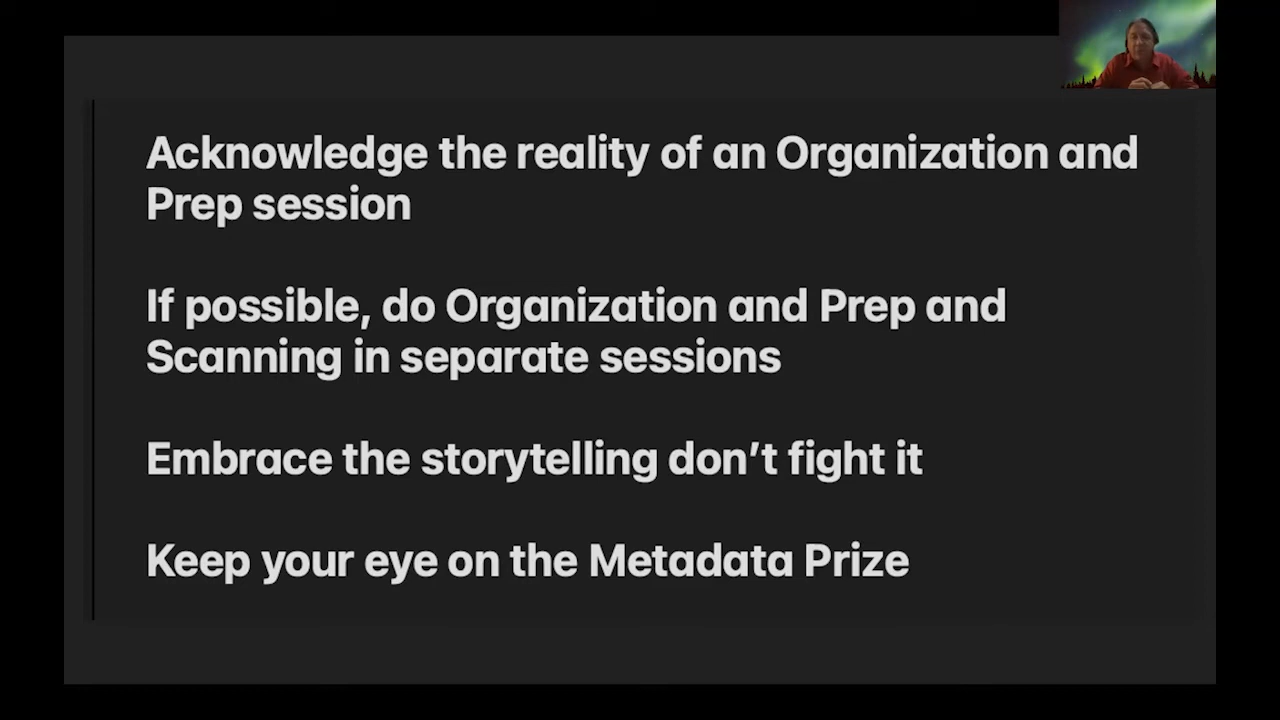 Acknowledge the reality of an Organization and
Prep session
If possible, do Organization and Prep and
Scanning in separate sessions
Embrace the storytelling don’t fight it
Keep your eye on the Metadata Prize